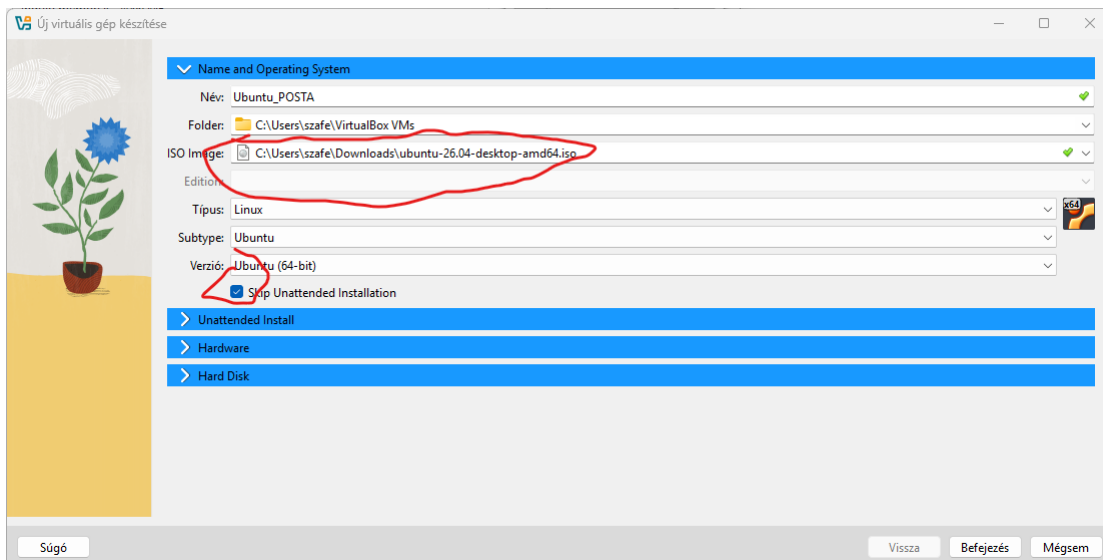 Új virtuális gép készítése
Name and Operating System
Név: Ubuntu_POSTA
Folder: C:\Users\szafe\VirtualBox VMs
ISO Image: C:\Users\szafe\Downloads\ubuntu-26.04-desktop-amd64.iso
Edition:
Típus: Linux
x64
Subtype: Ubuntu
Verzió: Ubuntu (64-bit)
Skip Unattended Installation
Unattended Install
Hardware
Hard Disk
Súgó
Vissza
Befejezés
Mégsem